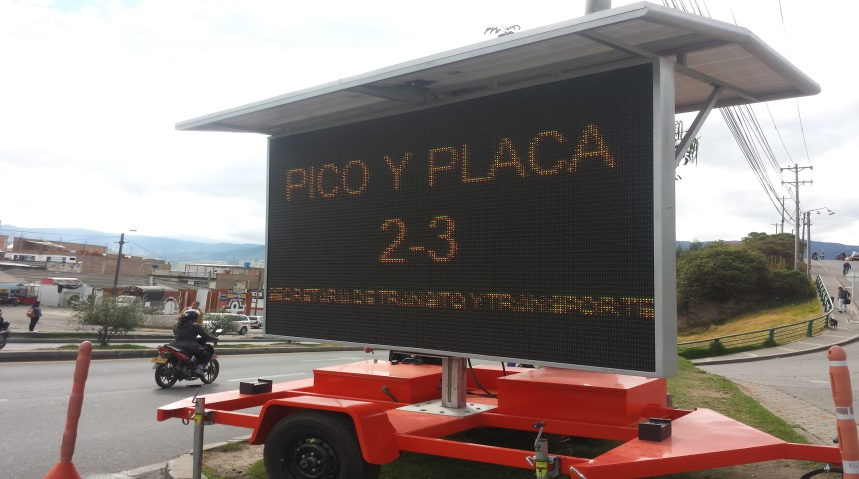 PICO Y PLACA
2-3
SECRETARIA DE TRANSITO Y TRANSPORTE